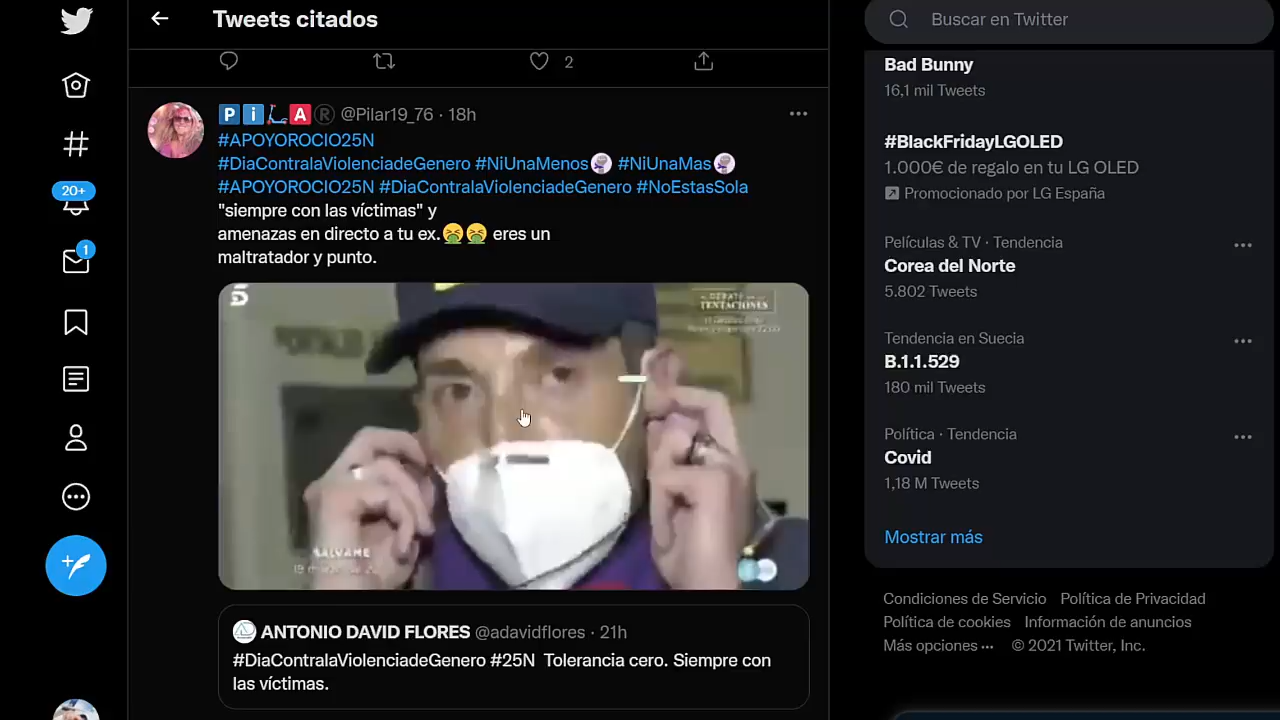 Tweets citados
2
PiAR @Pilar19_76 · 18h
#APOYOROCIO25N
#DiaContralaViolenciadeGenero #NiUnaMenos #NiUnaMas
#APOYOROCIO25N #DiaContralaViolenciadeGenero #NoEstasSola
"siempre con las víctimas" y
amenazas en directo a tu ex. eres un
maltratador y punto.
5
TENTACIONES
SÁLVAME
ANTONIO DAVID FLORES @adavidflores · 21h
#DiaContralaViolenciadeGenero #25N Tolerancia cero. Siempre con
las víctimas.
20+
1
Buscar en Twitter
Bad Bunny
16,1 mil Tweets
#BlackFridayLGOLED
1.000€ de regalo en tu LG OLED
Promocionado por LG España
Películas & TV · Tendencia
Corea del Norte
5.802 Tweets
Tendencia en Suecia
B.1.1.529
180 mil Tweets
Política · Tendencia
Covid
1,18 M Tweets
Mostrar más
Condiciones de Servicio Política de Privacidad
Política de cookies Información de anuncios
Más opciones ··· © 2021 Twitter, Inc.